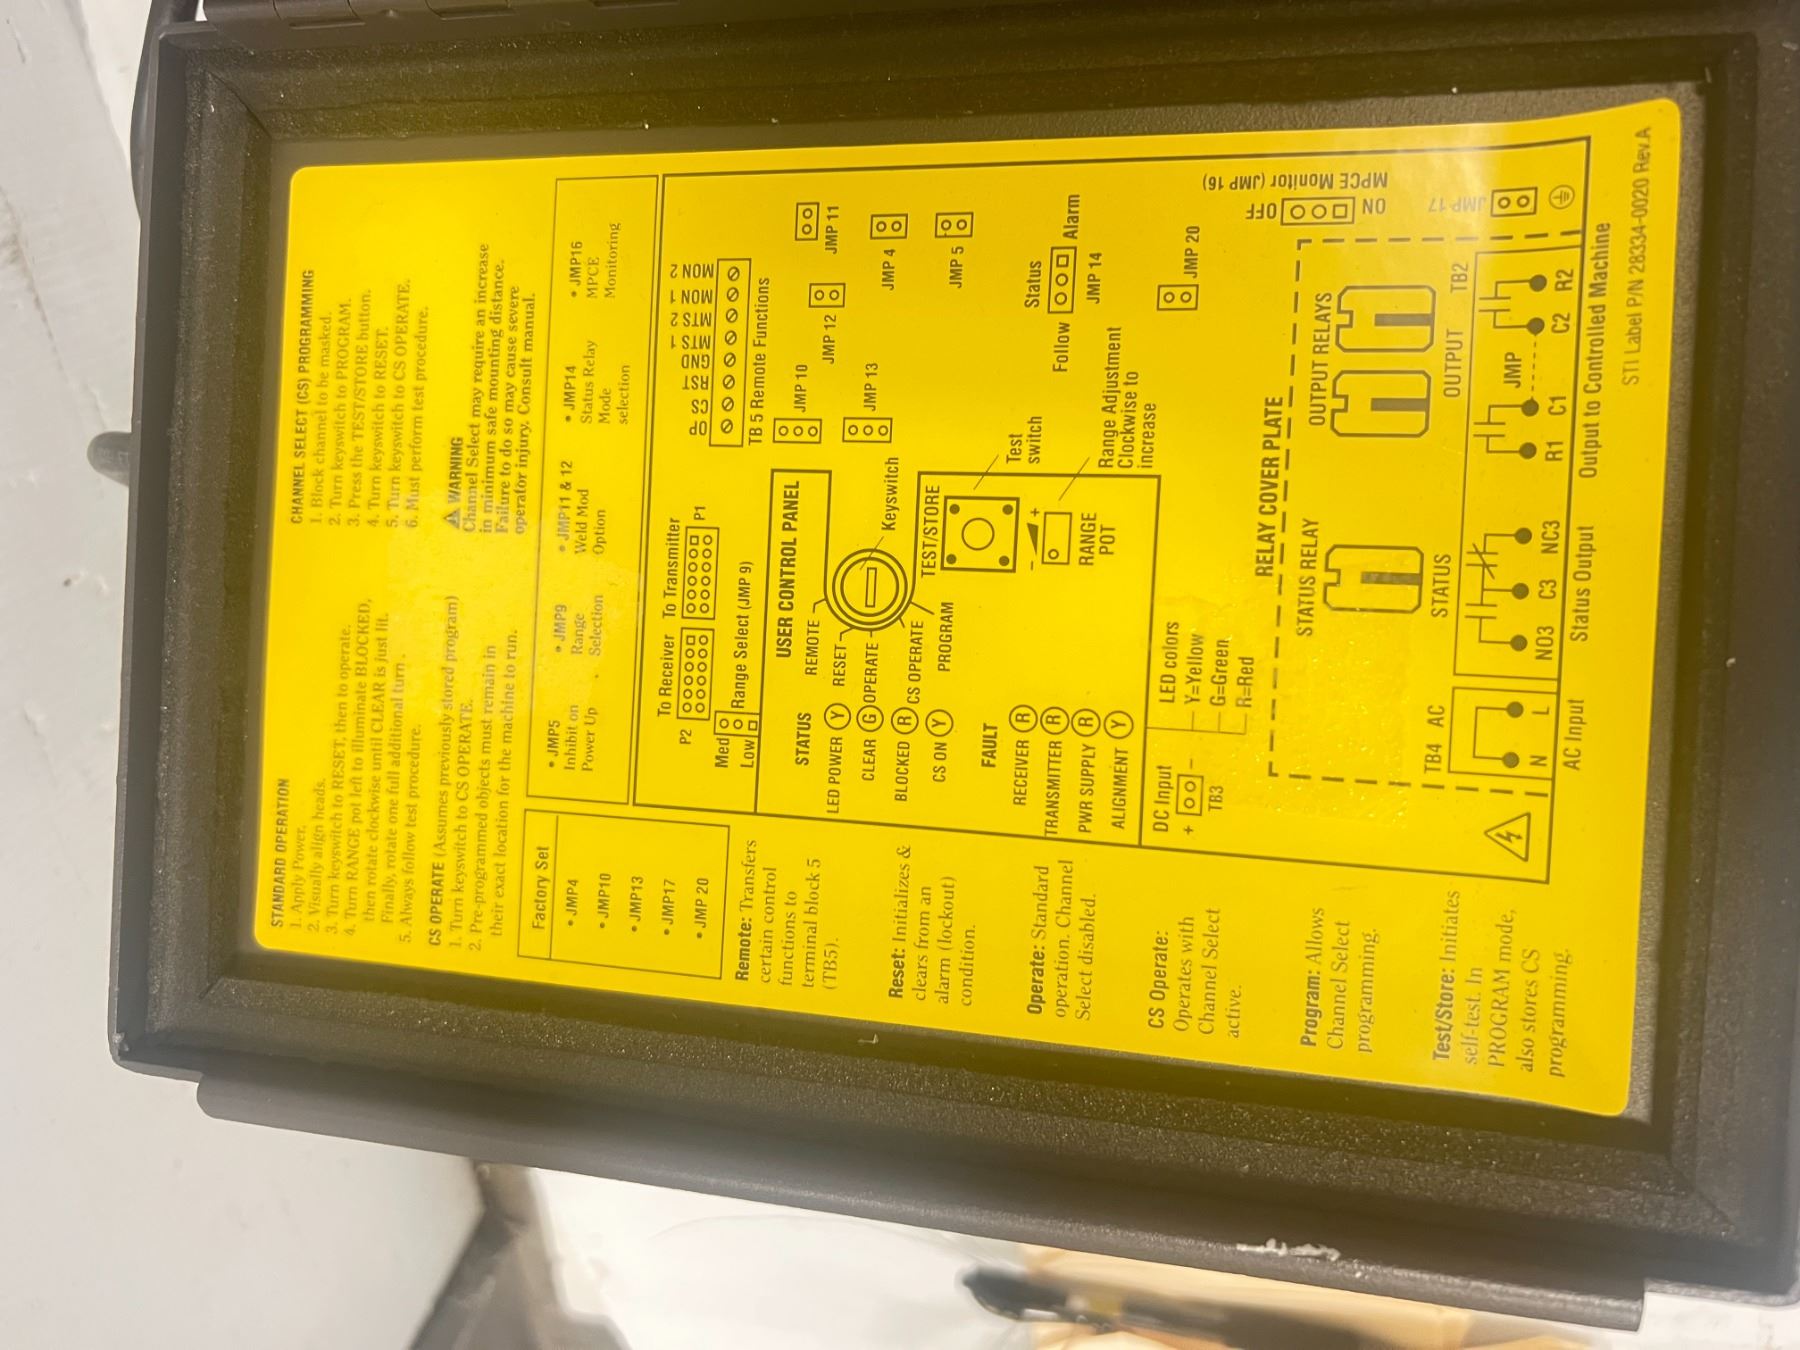 STANDARD OPERATION
1. Apply Power.
2. Visually align heads.
3. Turn keyswitch to RESET, then to operate.
4. Turn RANGE pot left to illuminate BLOCKED,
then rotate clockwise until CLEAR is just lit.
Finally, rotate one full additional turn.
5. Always follow test procedure.
CS OPERATE (Assumes previously stored program)
1. Turn keyswitch to CS OPERATE.
2. Pre-programmed objects must remain in
their exact location for the machine to run.
CHANNEL SELECT (CS) PROGRAMMING
1. Block channel to be masked.
2. Turn keyswitch to PROGRAM.
3. Press the TEST/STORE button.
4. Turn keyswitch to RESET.
5. Turn keyswitch to CS OPERATE.
6. Must perform test procedure.
WARNING
Channel Select may require an increase
in minimum safe mounting distance.
Failure to do so may cause severe
operator injury. Consult manual.
Factory Set
• JMP4
• JMP10
• JMP13
• JMP17
• JMP 20
• JMP5
Inhibit on
Power Up
• JMP9
Range
Selection
• JMP11 & 12
Weld Mod
Option
• JMP14
Status Relay
Mode
selection
• JMP16
MPCE
Monitoring
Remote: Transfers
certain control
functions to
terminal block 5
(TB5).
Reset: Initializes &
clears from an
alarm (lockout)
condition.
Operate: Standard
operation. Channel
Select disabled.
CS Operate:
Operates with
Channel Select
active.
Program: Allows
Channel Select
programming.
Test/Store: Initiates
self-test. In
PROGRAM mode,
also stores CS
programming.
To Receiver
To Transmitter
P2
P1
Med
Low
Range Select (JMP 9)
OP
CS
RST
GND
MTS 1
MTS 2
MON 1
MON 2
TB 5 Remote Functions
USER CONTROL PANEL
STATUS
LED POWER Y
CLEAR G
BLOCKED R
CS ON Y
REMOTE
RESET
OPERATE
CS OPERATE
PROGRAM
Keyswitch
FAULT
RECEIVER R
TRANSMITTER R
PWR SUPPLY R
ALIGNMENT Y
TEST/STORE
Test
switch
- +
RANGE
POT
Range Adjustment
Clockwise to
increase
JMP 10
JMP 12
JMP 11
JMP 13
JMP 4
JMP 5
Follow
Status
Alarm
JMP 14
JMP 20
DC Input
+ -
TB3
LED colors
Y=Yellow
G=Green
R=Red
RELAY COVER PLATE
STATUS RELAY
OUTPUT RELAYS
OFF
ON
MPCE Monitor (JMP 16)
JMP 17
TB4 AC
STATUS
OUTPUT
TB2
JMP
N
L
NO3
C3
NC3
R1
C1
C2
R2
AC Input
Status Output
Output to Controlled Machine
STI Label P/N 28334-0020 Rev.A